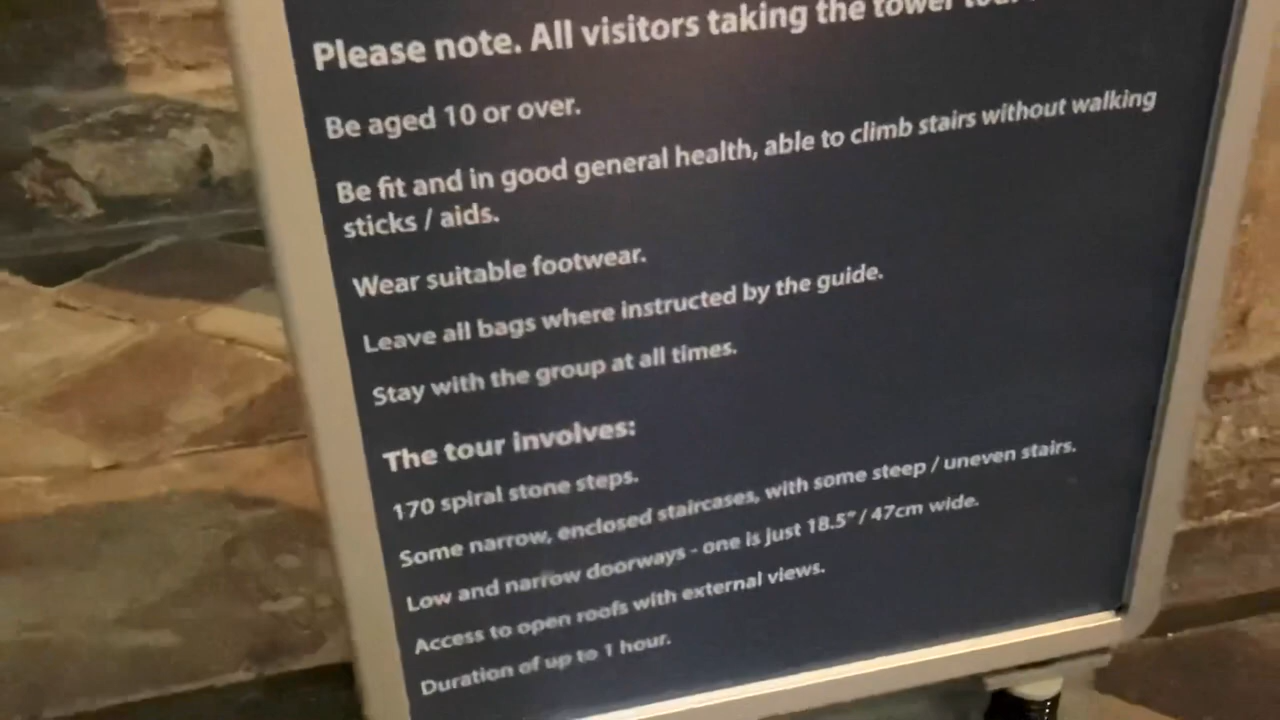 Please note. All visitors taking the tower
Be aged 10 or over.
Be fit and in good general health, able to climb stairs without walking
sticks / aids.
Wear suitable footwear.
Leave all bags where instructed by the guide.
Stay with the group at all times.
The tour involves:
170 spiral stone steps.
Some narrow, enclosed staircases, with some steep / uneven stairs.
Low and narrow doorways - one is just 18.5" / 47cm wide.
Access to open roofs with external views.
Duration of up to 1 hour.